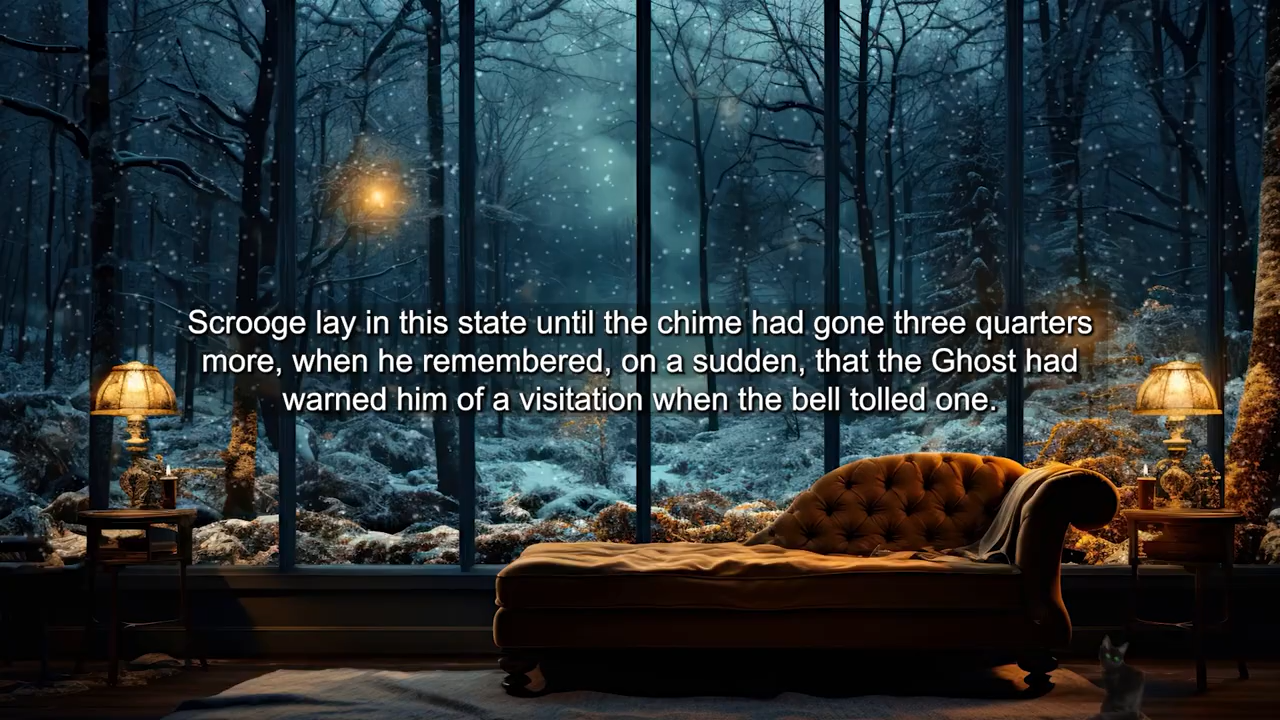 Scrooge lay in this state until the chime had gone three quarters
more, when he remembered, on a sudden, that the Ghost had
warned him of a visitation when the bell tolled one.